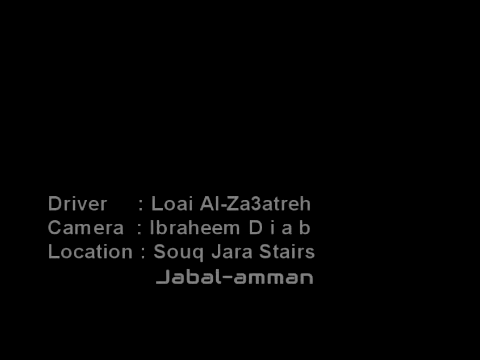 Driver : Loai Al-Za3atreh
Camera : Ibraheem D i a b
Location : Souq Jara Stairs
Jabal-amman